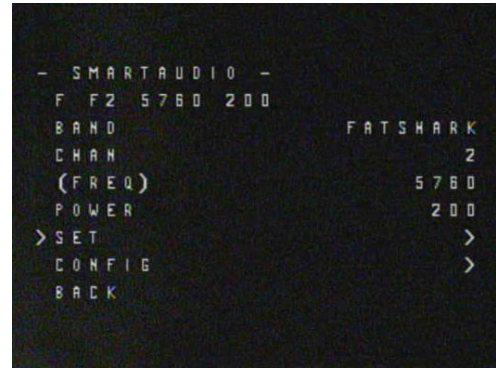 - SMARTAUDIO -
F F2 5760 200
BAND FATSHARK
CHAN 2
(FREQ) 5760
POWER 200
>SET >
CONFIG >
BACK